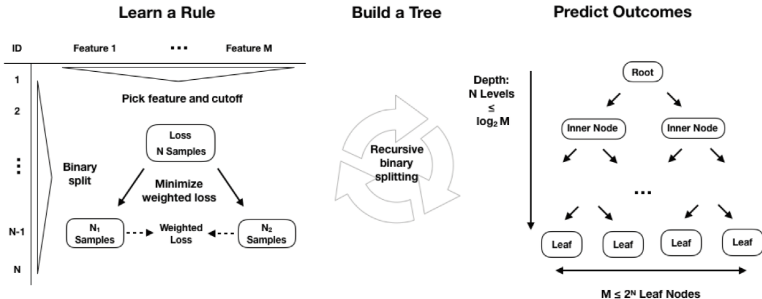 Learn a Rule
Build a Tree
Predict Outcomes
ID
Feature 1
...
Feature M
1
2
...
N-1
N
Pick feature and cutoff
Loss
N Samples
Binary
split
Minimize
weighted loss
N₁
Samples
Weighted
Loss
N₂
Samples
Recursive
binary
splitting
Depth:
N Levels
≤
log₂ M
Root
Inner Node
Inner Node
...
Leaf
Leaf
Leaf
Leaf
M ≤ 2ᴺ Leaf Nodes